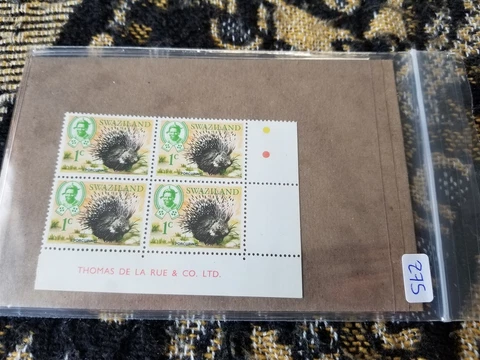 SWAZILAND SWAZILAND
1c 1c
SWAZILAND SWAZILAND
1c 1c
THOMAS DE LA RUE & CO. LTD.
275